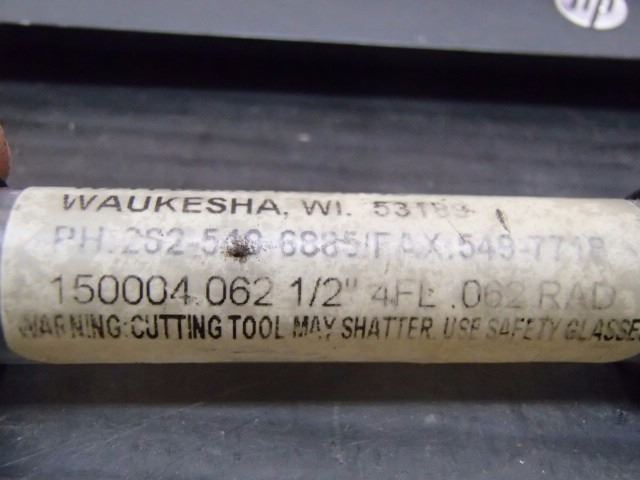 hp
WAUKESHA, WI.
PH:262-549-6885/FAX:549-7718
150004.062 1/2" 4FL .062 RAD
WARNING:CUTTING TOOL MAY SHATTER. USE SAFETY GLASSES